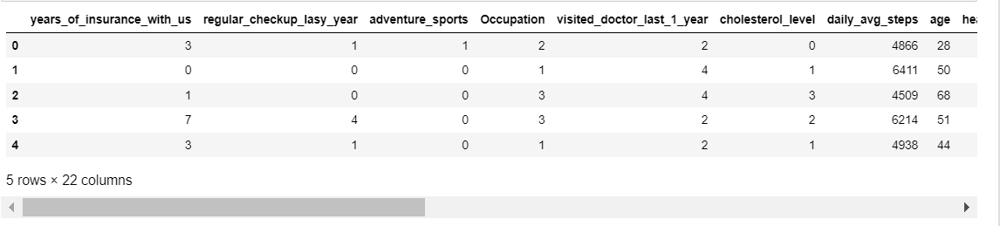 years_of_insurance_with_us regular_checkup_lasy_year adventure_sports Occupation visited_doctor_last_1_year cholesterol_level daily_avg_steps age hea
0 3 1 1 2 2 0 4866 28
1 0 0 0 1 4 1 6411 50
2 1 0 0 3 4 3 4509 68
3 7 4 0 3 2 2 6214 51
4 3 1 0 1 2 1 4938 44
5 rows × 22 columns